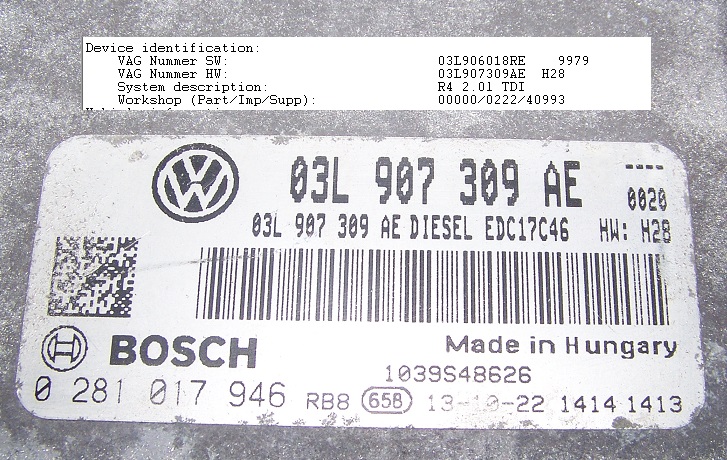 Device identification:
VAG Nummer SW: 03L906018RE 9979
VAG Nummer HW: 03L907309AE H28
System description: R4 2.0l TDI
Workshop (Part/Imp/Supp): 00000/0222/40993
03L 907 309 AE ----
0020
03L 907 309 AE DIESEL EDC17C46 HW: H28
BOSCH Made in Hungary
1039S48626
0 281 017 946 RB8 658 13-10-22 1414 1413